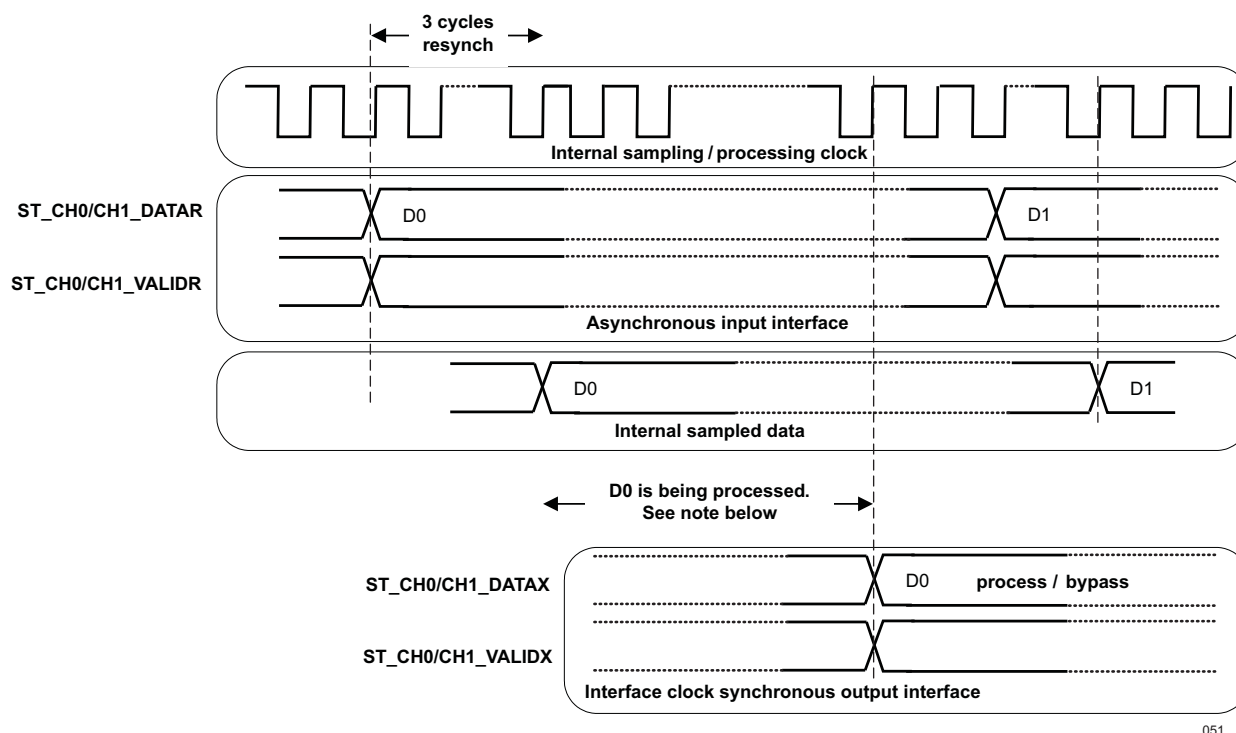 3 cycles
resynch
Internal sampling / processing clock
ST_CH0/CH1_DATAR
D0
D1
ST_CH0/CH1_VALIDR
Asynchronous input interface
D0
D1
Internal sampled data
D0 is being processed.
See note below
ST_CH0/CH1_DATAX
D0
process / bypass
ST_CH0/CH1_VALIDX
Interface clock synchronous output interface
051